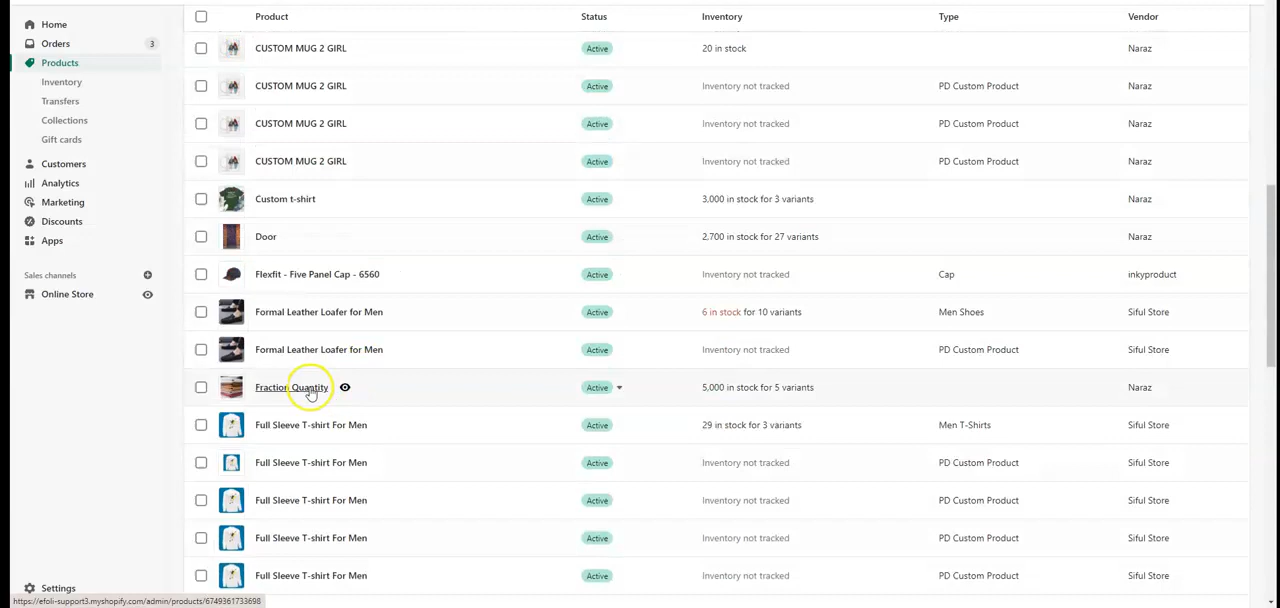 Product Status Inventory Type Vendor
Home
Orders 3
Products
Inventory
Transfers
Collections
Gift cards
Customers
Analytics
Marketing
Discounts
Apps
Sales channels
Online Store
Settings
CUSTOM MUG 2 GIRL Active 20 in stock Naraz
CUSTOM MUG 2 GIRL Active Inventory not tracked PD Custom Product Naraz
CUSTOM MUG 2 GIRL Active Inventory not tracked PD Custom Product Naraz
CUSTOM MUG 2 GIRL Active Inventory not tracked PD Custom Product Naraz
Custom t-shirt Active 3,000 in stock for 3 variants Naraz
Door Active 2,700 in stock for 27 variants Naraz
Flexfit - Five Panel Cap - 6560 Active Inventory not tracked Cap inkyproduct
Formal Leather Loafer for Men Active 6 in stock for 10 variants Men Shoes Siful Store
Formal Leather Loafer for Men Active Inventory not tracked PD Custom Product Siful Store
Fraction Quantity Active 5,000 in stock for 5 variants Naraz
Full Sleeve T-shirt For Men Active 29 in stock for 3 variants Men T-Shirts Siful Store
Full Sleeve T-shirt For Men Active Inventory not tracked PD Custom Product Siful Store
Full Sleeve T-shirt For Men Active Inventory not tracked PD Custom Product Siful Store
Full Sleeve T-shirt For Men Active Inventory not tracked PD Custom Product Siful Store
Full Sleeve T-shirt For Men Active Inventory not tracked PD Custom Product Siful Store
https://efoli-support3.myshopify.com/admin/products/6749361733698